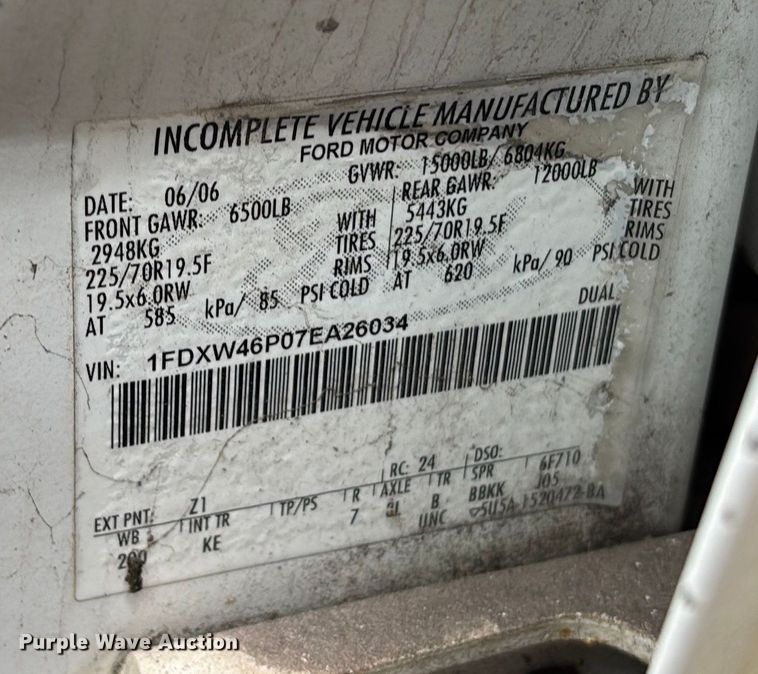 INCOMPLETE VEHICLE MANUFACTURED BY
FORD MOTOR COMPANY
DATE: 06/06 GVWR: 15000LB/ 6804KG
FRONT GAWR: 6500LB REAR GAWR: 12000LB
2948KG WITH 5443KG WITH
225/70R19.5F TIRES 225/70R19.5F TIRES
19.5x6.0RW RIMS 19.5x6.0RW RIMS
AT 585 kPa/ 85 PSI COLD AT 620 kPa/ 90 PSI COLD
VIN: 1FDXW46P07EA26034 DUAL
RC: 24 DSO:
EXT PNT: Z1 6F710
WB INT TR TP/PS R AXLE TR SPR J05
KE 7 B BBKK
UNC 5U5A-1520472-BA
Purple Wave Auction